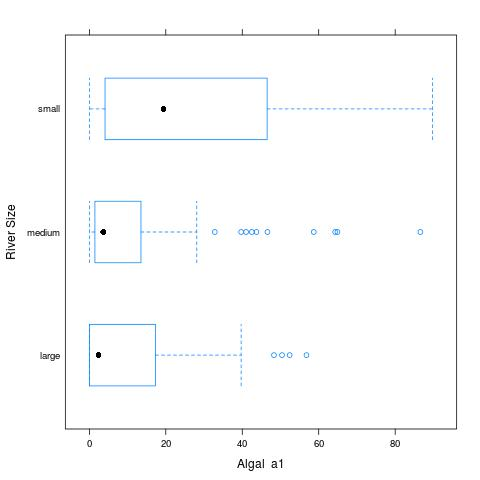 small
medium
large
River Size
0 20 40 60 80
Algal a1